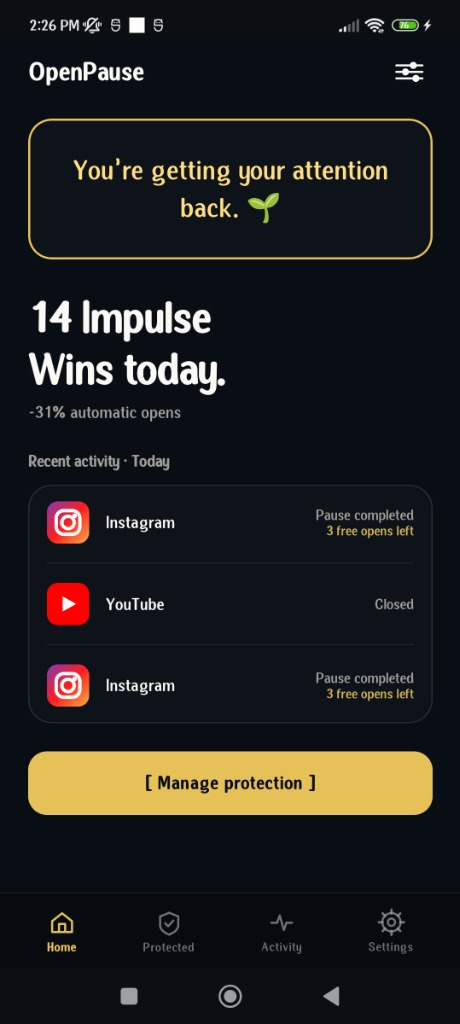 2:26 PM
76
OpenPause
You're getting your attention
back. 🌱
14 Impulse
Wins today.
-31% automatic opens
Recent activity · Today
Instagram
Pause completed
3 free opens left
YouTube
Closed
Instagram
Pause completed
3 free opens left
[ Manage protection ]
Home
Protected
Activity
Settings